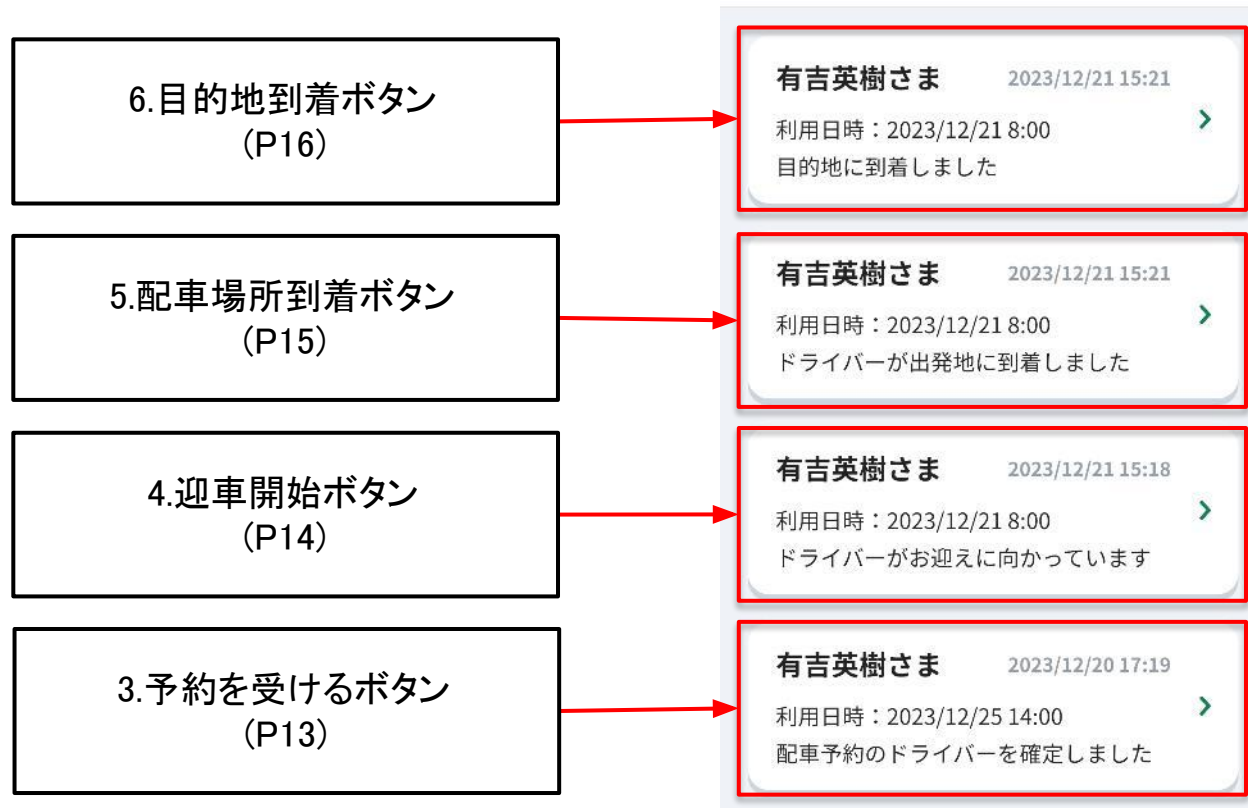 6.目的地到着ボタン
(P16)
有吉英樹さま 2023/12/21 15:21
利用日時：2023/12/21 8:00
目的地に到着しました
5.配車場所到着ボタン
(P15)
有吉英樹さま 2023/12/21 15:21
利用日時：2023/12/21 8:00
ドライバーが出発地に到着しました
4.迎車開始ボタン
(P14)
有吉英樹さま 2023/12/21 15:18
利用日時：2023/12/21 8:00
ドライバーがお迎えに向かっています
3.予約を受けるボタン
(P13)
有吉英樹さま 2023/12/20 17:19
利用日時：2023/12/25 14:00
配車予約のドライバーを確定しました